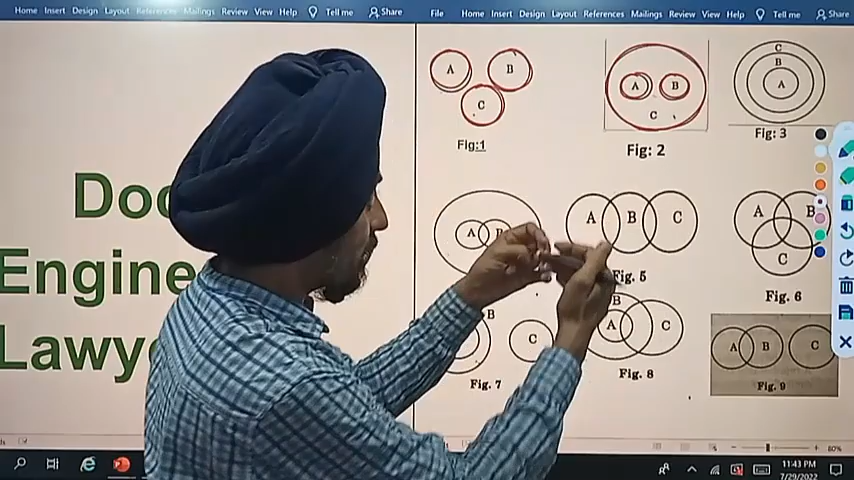 Home Insert Design Layout References Mailings Review View Help Tell me Share
File Home Insert Design Layout References Mailings Review View Help Tell me Share
Engine
Lawy
A B
C
Fig:1
A B
C
Fig: 2
C
B
A
Fig: 3
A
A B C
Fig. 5
A B
C
Fig. 6
B
C
Fig. 7
B
A C
Fig. 8
A B C
Fig. 9
80%
11:43 PM
7/29/2022